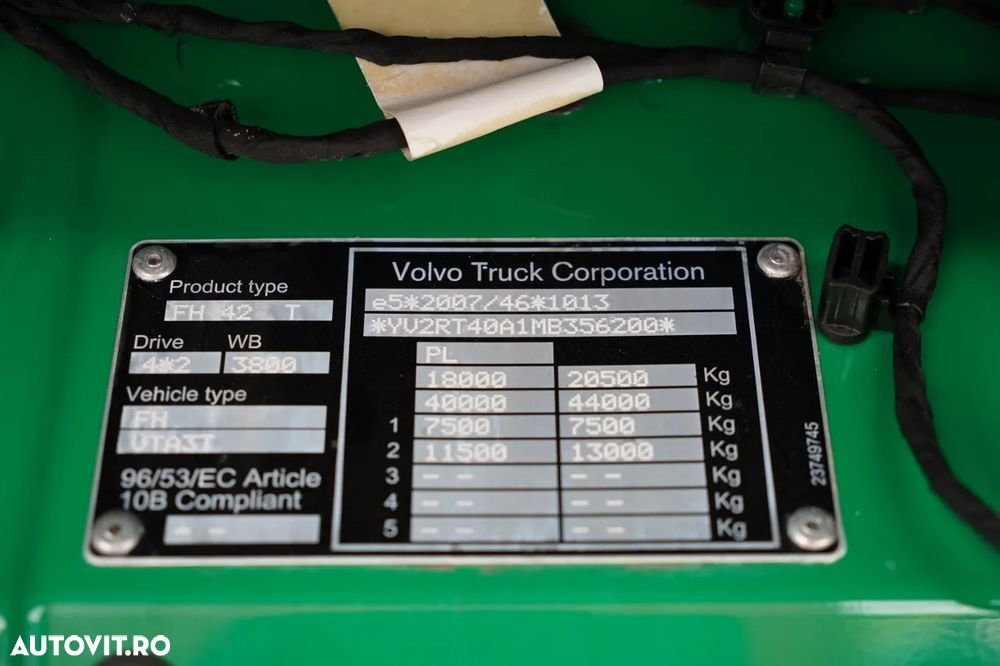 Product type
FH 42 T
Drive WB
4*2 3800
Vehicle type
FH
VTA3T
96/53/EC Article
10B Compliant
- -
Volvo Truck Corporation
e5*2007/46*1013
*YV2RT40A1MB356200*
PL
18000 20500 Kg
40000 44000 Kg
1 7500 7500 Kg
2 11500 13000 Kg
3 - - - - Kg
4 - - - - Kg
5 - - - - Kg
23749745
AUTOVIT.RO